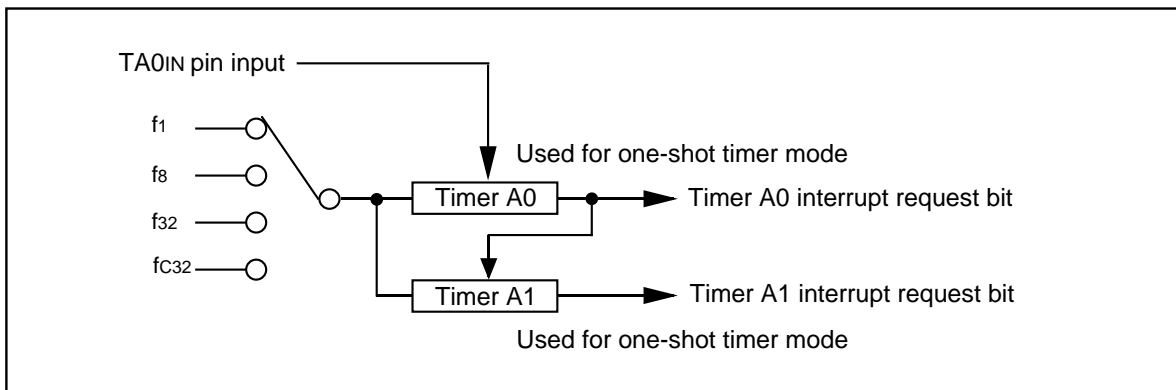 TA0IN pin input
f1
f8
f32
fC32
Used for one-shot timer mode
Timer A0
Timer A0 interrupt request bit
Timer A1
Timer A1 interrupt request bit
Used for one-shot timer mode